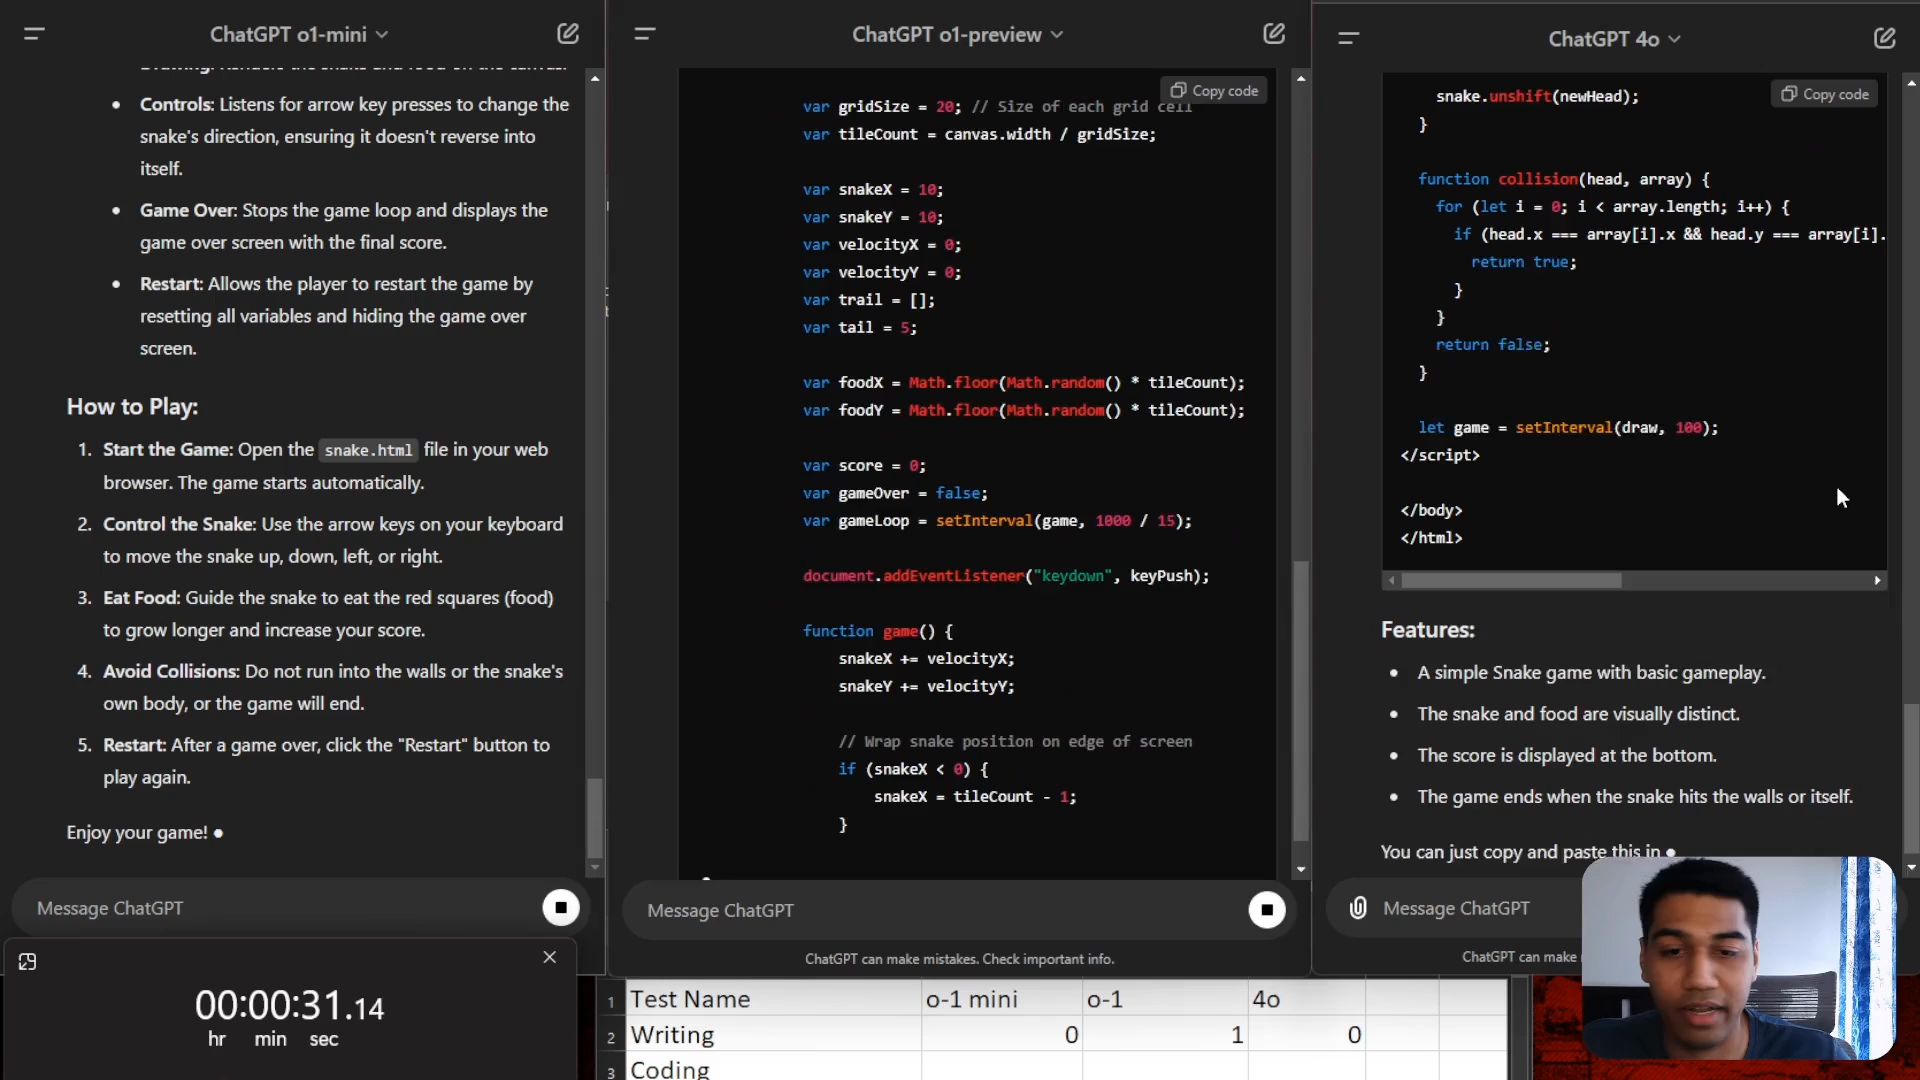 ChatGPT o1-mini
Drawing: Renders the snake and food on the canvas.
Controls: Listens for arrow key presses to change the
snake's direction, ensuring it doesn't reverse into
itself.
Game Over: Stops the game loop and displays the
game over screen with the final score.
Restart: Allows the player to restart the game by
resetting all variables and hiding the game over
screen.
How to Play:
1. Start the Game: Open the snake.html file in your web
browser. The game starts automatically.
2. Control the Snake: Use the arrow keys on your keyboard
to move the snake up, down, left, or right.
3. Eat Food: Guide the snake to eat the red squares (food)
to grow longer and increase your score.
4. Avoid Collisions: Do not run into the walls or the snake's
own body, or the game will end.
5. Restart: After a game over, click the "Restart" button to
play again.
Enjoy your game!
Message ChatGPT
00:00:31.14
hr min sec
ChatGPT o1-preview
Copy code
var gridSize = 20; // Size of each grid cell
var tileCount = canvas.width / gridSize;
var snakeX = 10;
var snakeY = 10;
var velocityX = 0;
var velocityY = 0;
var trail = [];
var tail = 5;
var foodX = Math.floor(Math.random() * tileCount);
var foodY = Math.floor(Math.random() * tileCount);
var score = 0;
var gameOver = false;
var gameLoop = setInterval(game, 1000 / 15);
document.addEventListener("keydown", keyPush);
function game() {
snakeX += velocityX;
snakeY += velocityY;
// Wrap snake position on edge of screen
if (snakeX < 0) {
snakeX = tileCount - 1;
}
Message ChatGPT
ChatGPT can make mistakes. Check important info.
ChatGPT 4o
Copy code
snake.unshift(newHead);
}
function collision(head, array) {
for (let i = 0; i < array.length; i++) {
if (head.x === array[i].x && head.y === array[i].
return true;
}
}
return false;
}
let game = setInterval(draw, 100);
</script>
</body>
</html>
Features:
A simple Snake game with basic gameplay.
The snake and food are visually distinct.
The score is displayed at the bottom.
The game ends when the snake hits the walls or itself.
You can just copy and paste this in
Message ChatGPT
ChatGPT can make
1 Test Name o-1 mini o-1 4o
2 Writing 0 1 0
3 Coding